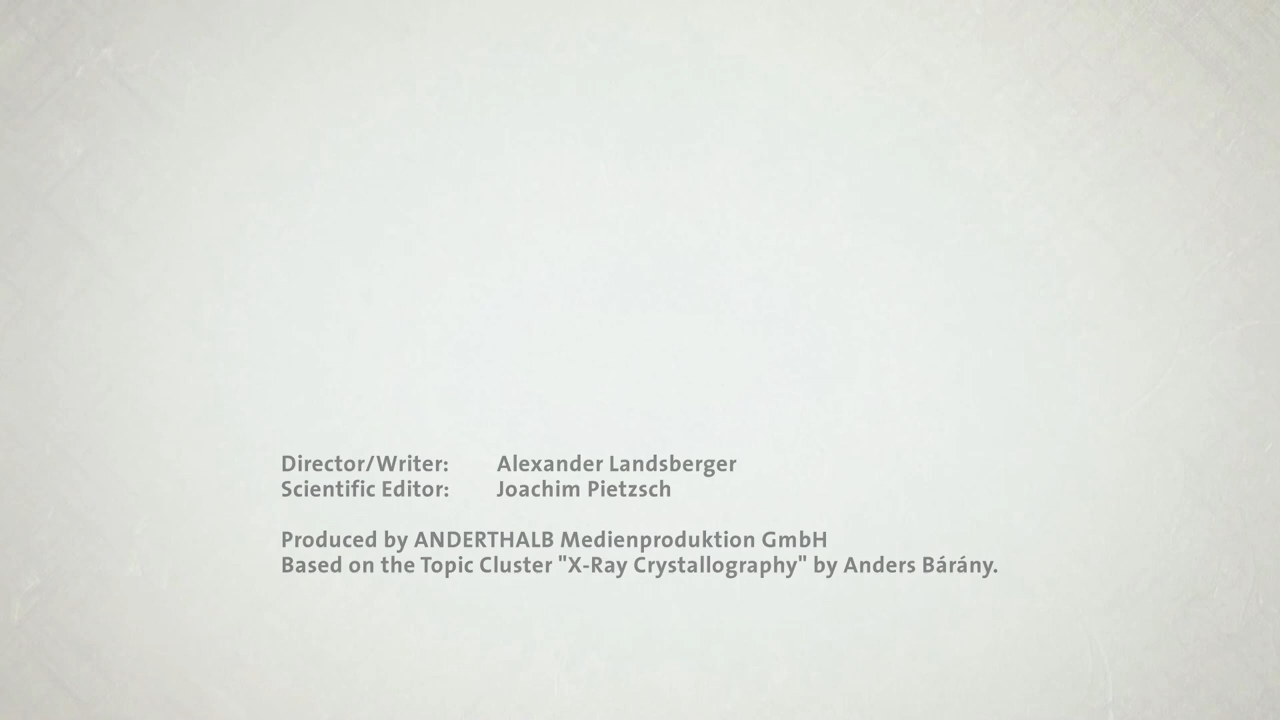 Director/Writer: Alexander Landsberger
Scientific Editor: Joachim Pietzsch
Produced by ANDERTHALB Medienproduktion GmbH
Based on the Topic Cluster "X-Ray Crystallography" by Anders Bárány.